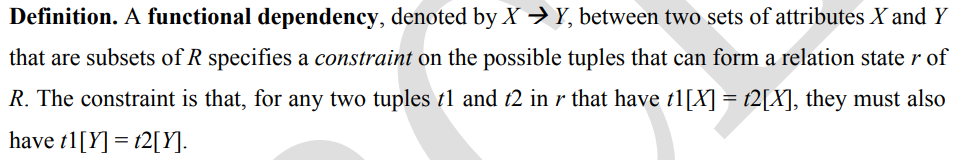 Definition. A functional dependency, denoted by X → Y, between two sets of attributes X and Y
that are subsets of R specifies a constraint on the possible tuples that can form a relation state r of
R. The constraint is that, for any two tuples t1 and t2 in r that have t1[X] = t2[X], they must also
have t1[Y] = t2[Y].